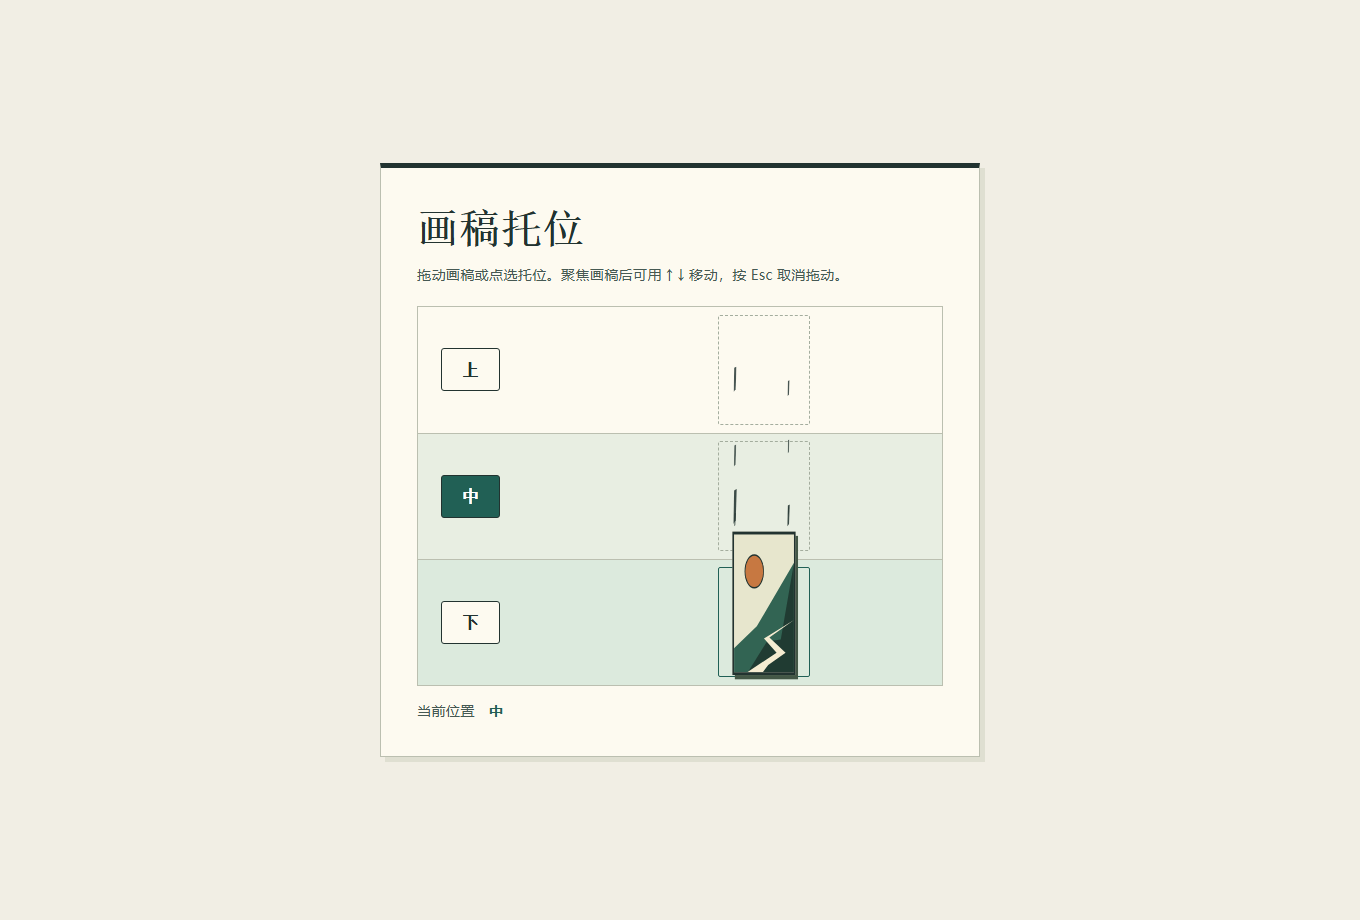 画稿托位
拖动画稿或点选托位。聚焦画稿后可用 ↑↓ 移动，按 Esc 取消拖动。
上
中
下
当前位置 中